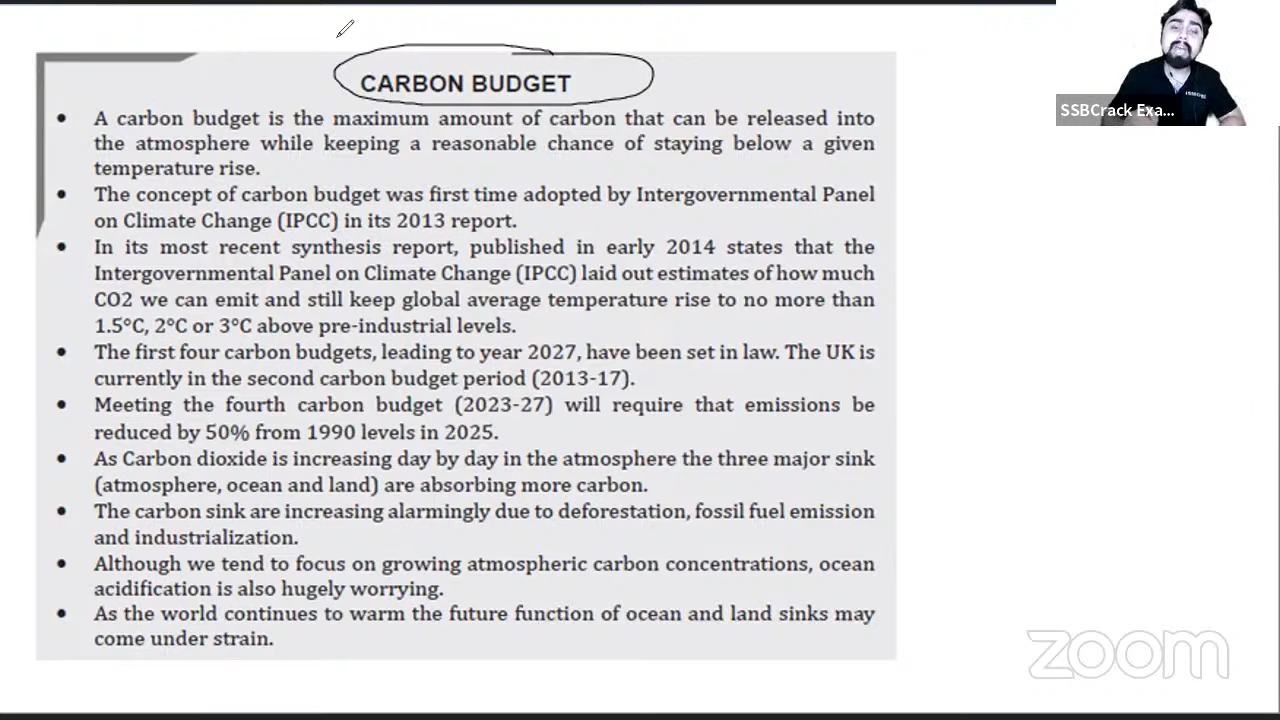 CARBON BUDGET
• A carbon budget is the maximum amount of carbon that can be released into
the atmosphere while keeping a reasonable chance of staying below a given
temperature rise.
• The concept of carbon budget was first time adopted by Intergovernmental Panel
on Climate Change (IPCC) in its 2013 report.
• In its most recent synthesis report, published in early 2014 states that the
Intergovernmental Panel on Climate Change (IPCC) laid out estimates of how much
CO2 we can emit and still keep global average temperature rise to no more than
1.5°C, 2°C or 3°C above pre-industrial levels.
• The first four carbon budgets, leading to year 2027, have been set in law. The UK is
currently in the second carbon budget period (2013-17).
• Meeting the fourth carbon budget (2023-27) will require that emissions be
reduced by 50% from 1990 levels in 2025.
• As Carbon dioxide is increasing day by day in the atmosphere the three major sink
(atmosphere, ocean and land) are absorbing more carbon.
• The carbon sink are increasing alarmingly due to deforestation, fossil fuel emission
and industrialization.
• Although we tend to focus on growing atmospheric carbon concentrations, ocean
acidification is also hugely worrying.
• As the world continues to warm the future function of ocean and land sinks may
come under strain.
SSBCrack Exa...
zoom